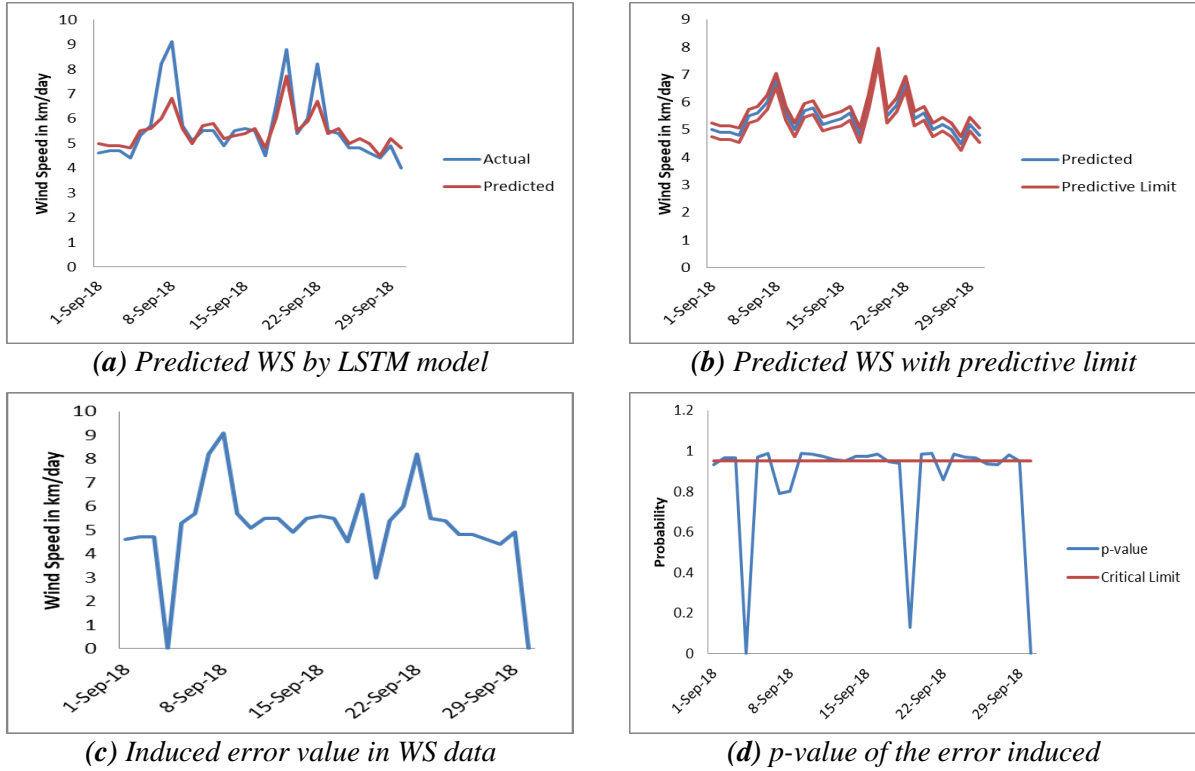 10
9
8
7
6
5
4
3
2
1
0
Wind Speed in km/day
1-Sep-18
8-Sep-18
15-Sep-18
22-Sep-18
29-Sep-18
Actual
Predicted
(a) Predicted WS by LSTM model
9
8
7
6
5
4
3
2
1
0
Wind Speed in km/day
1-Sep-18
8-Sep-18
15-Sep-18
22-Sep-18
29-Sep-18
Predicted
Predictive Limit
(b) Predicted WS with predictive limit
10
9
8
7
6
5
4
3
2
1
0
Wind Speed in km/day
1-Sep-18
8-Sep-18
15-Sep-18
22-Sep-18
29-Sep-18
(c) Induced error value in WS data
1.2
1
0.8
0.6
0.4
0.2
0
Probability
1-Sep-18
8-Sep-18
15-Sep-18
22-Sep-18
29-Sep-18
p-value
Critical Limit
(d) p-value of the error induced